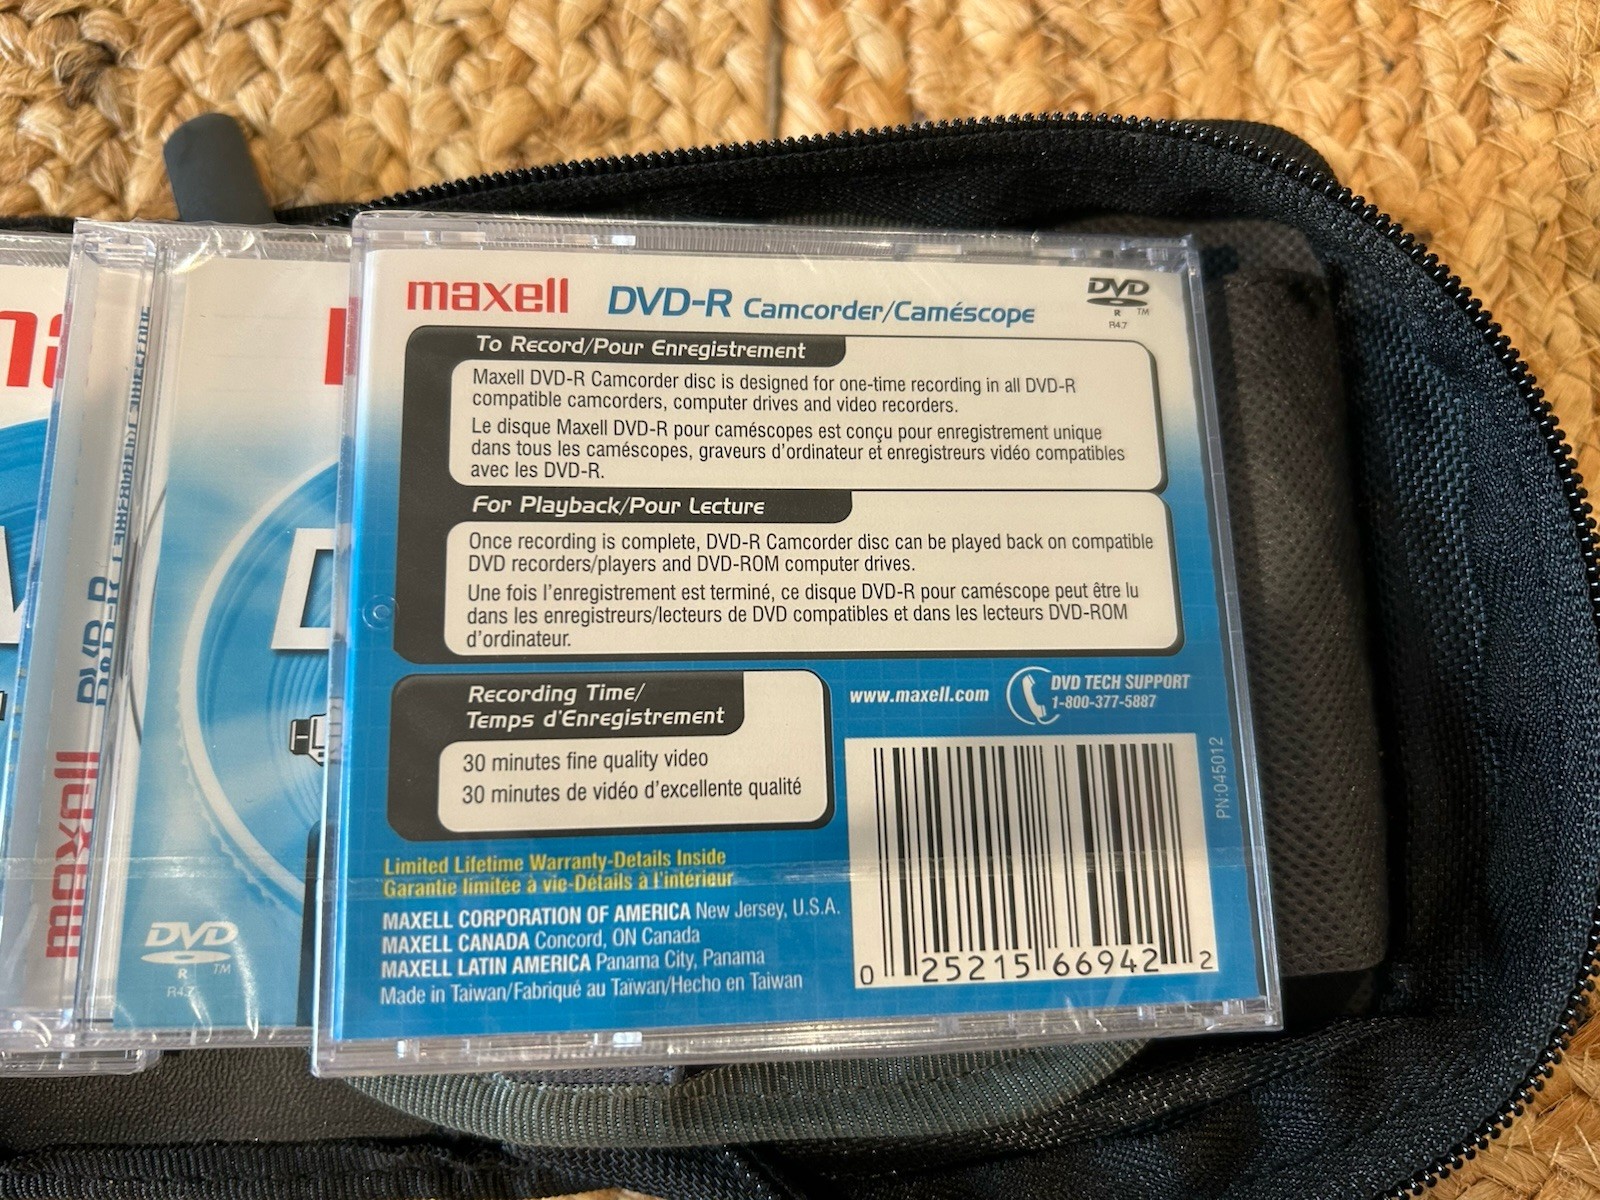 maxell DVD-R Camcorder/Caméscope
DVD
R TM
R4.7
To Record/Pour Enregistrement
Maxell DVD-R Camcorder disc is designed for one-time recording in all DVD-R
compatible camcorders, computer drives and video recorders.
Le disque Maxell DVD-R pour caméscopes est conçu pour enregistrement unique
dans tous les caméscopes, graveurs d'ordinateur et enregistreurs vidéo compatibles
avec les DVD-R.
For Playback/Pour Lecture
Once recording is complete, DVD-R Camcorder disc can be played back on compatible
DVD recorders/players and DVD-ROM computer drives.
Une fois l'enregistrement est terminé, ce disque DVD-R pour caméscope peut être lu
dans les enregistreurs/lecteurs de DVD compatibles et dans les lecteurs DVD-ROM
d'ordinateur.
Recording Time/
Temps d'Enregistrement
30 minutes fine quality video
30 minutes de vidéo d'excellente qualité
www.maxell.com
DVD TECH SUPPORT
1-800-377-5887
PN:045012
0 25215 66942 2
Limited Lifetime Warranty-Details Inside
Garantie limitée à vie-Détails à l'intérieur
MAXELL CORPORATION OF AMERICA New Jersey, U.S.A.
MAXELL CANADA Concord, ON Canada
MAXELL LATIN AMERICA Panama City, Panama
Made in Taiwan/Fabriqué au Taïwan/Hecho en Taiwan
maxell
DVD-R
DVD
R TM
R4.7